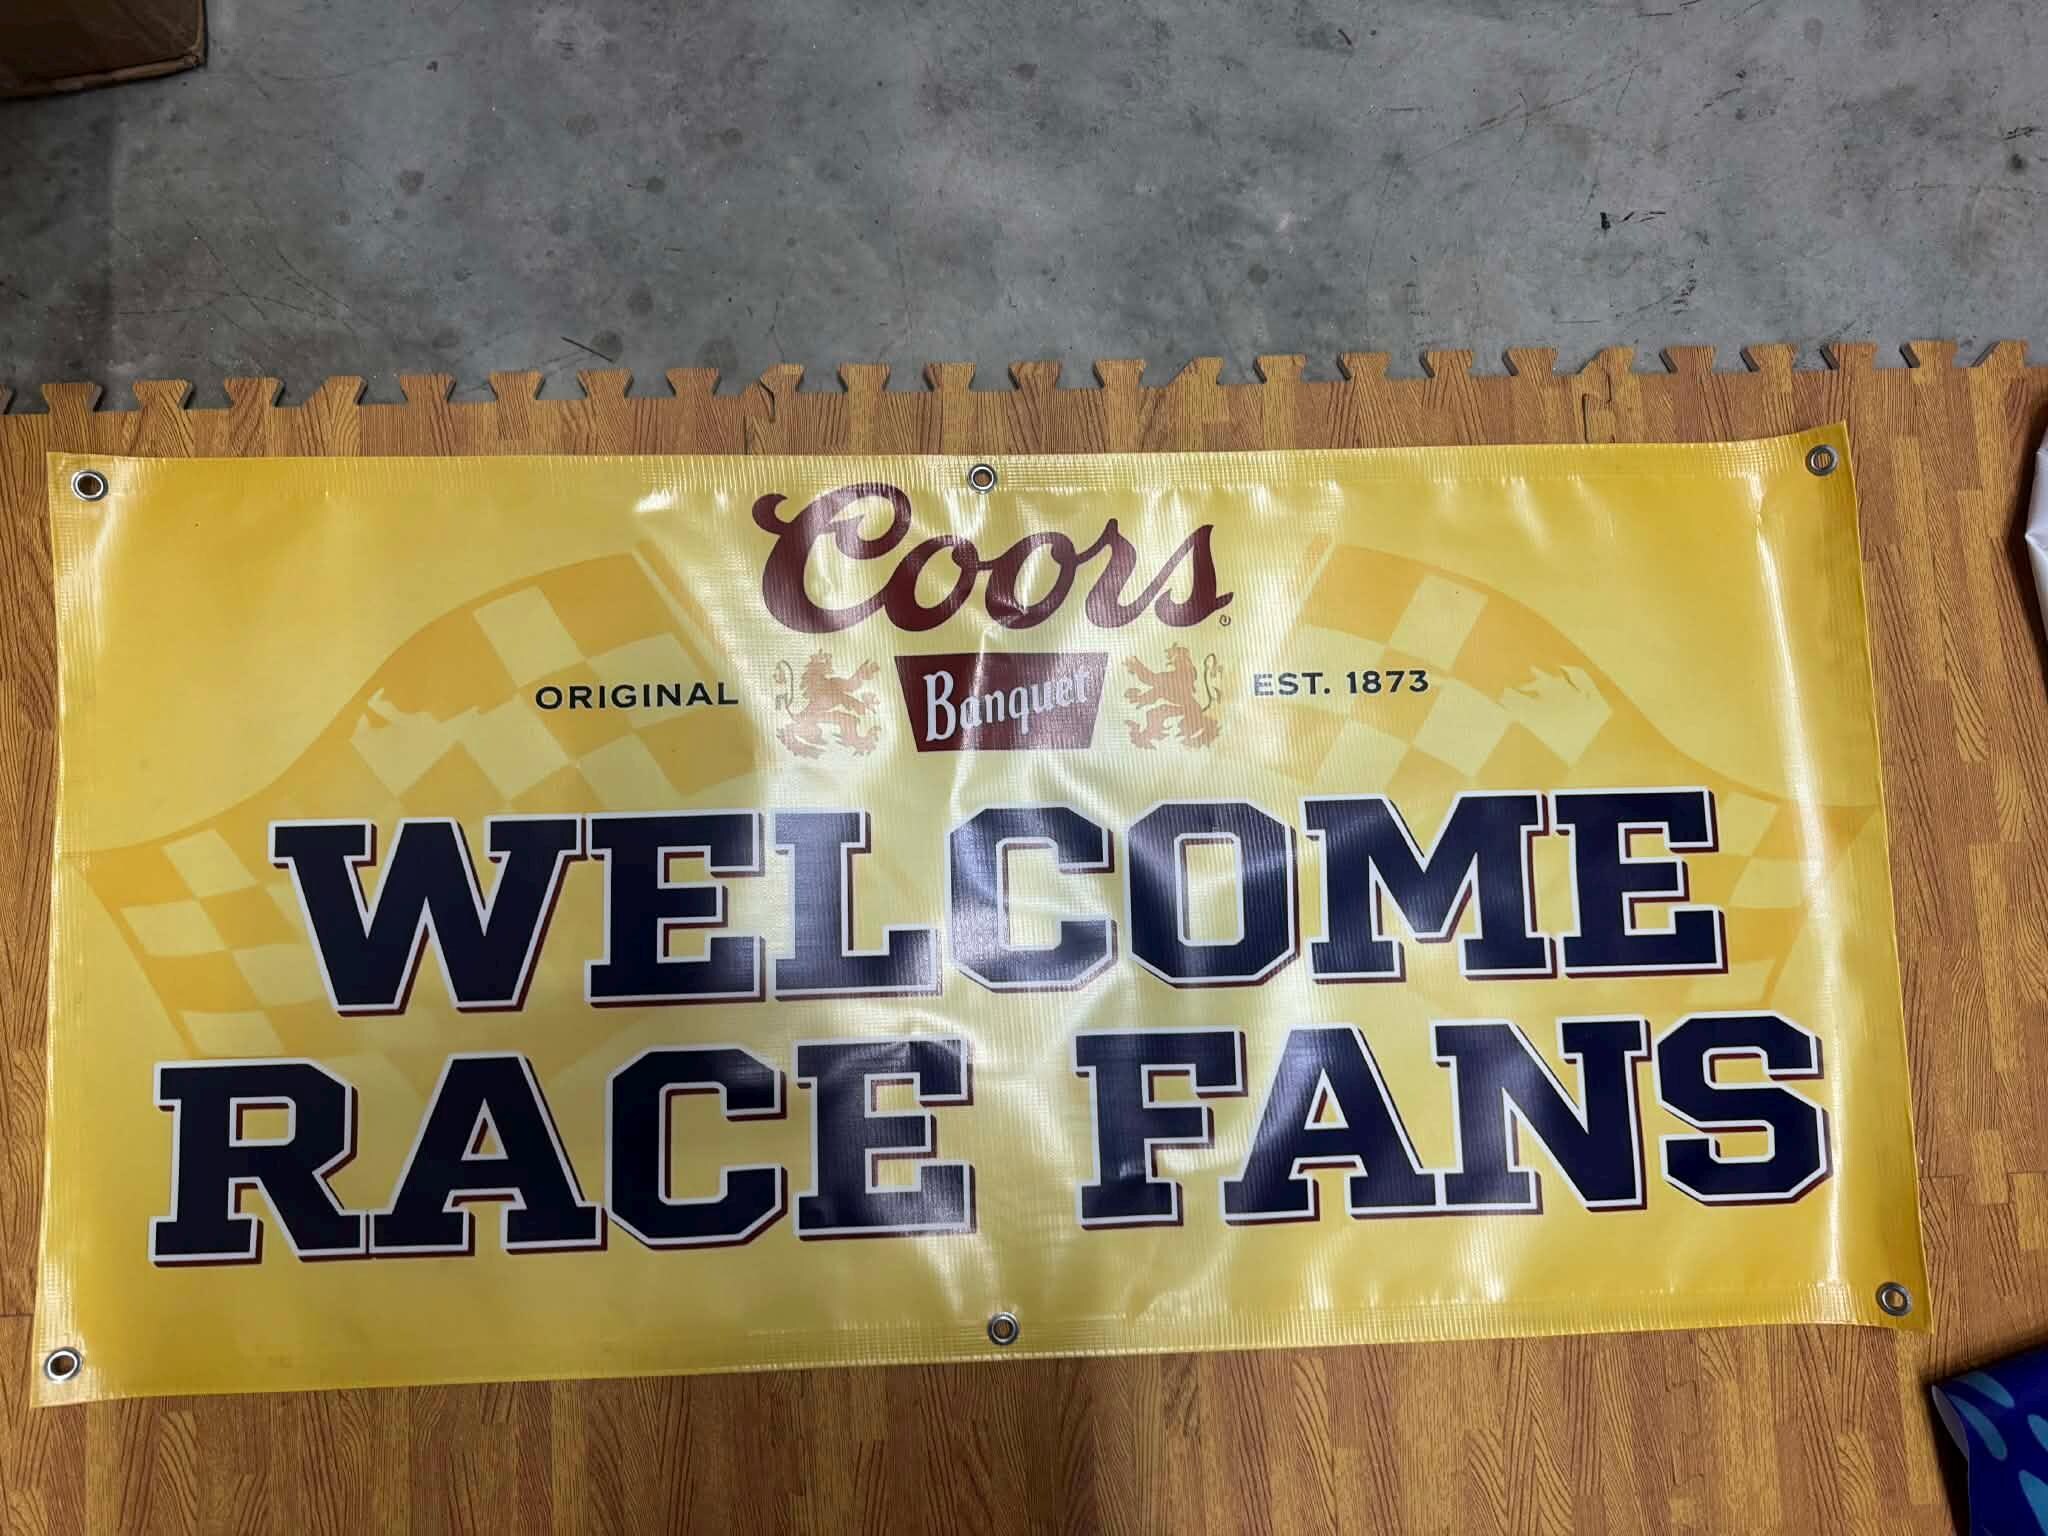 Coors®
ORIGINAL Banquet EST. 1873
WELCOME
RACE FANS